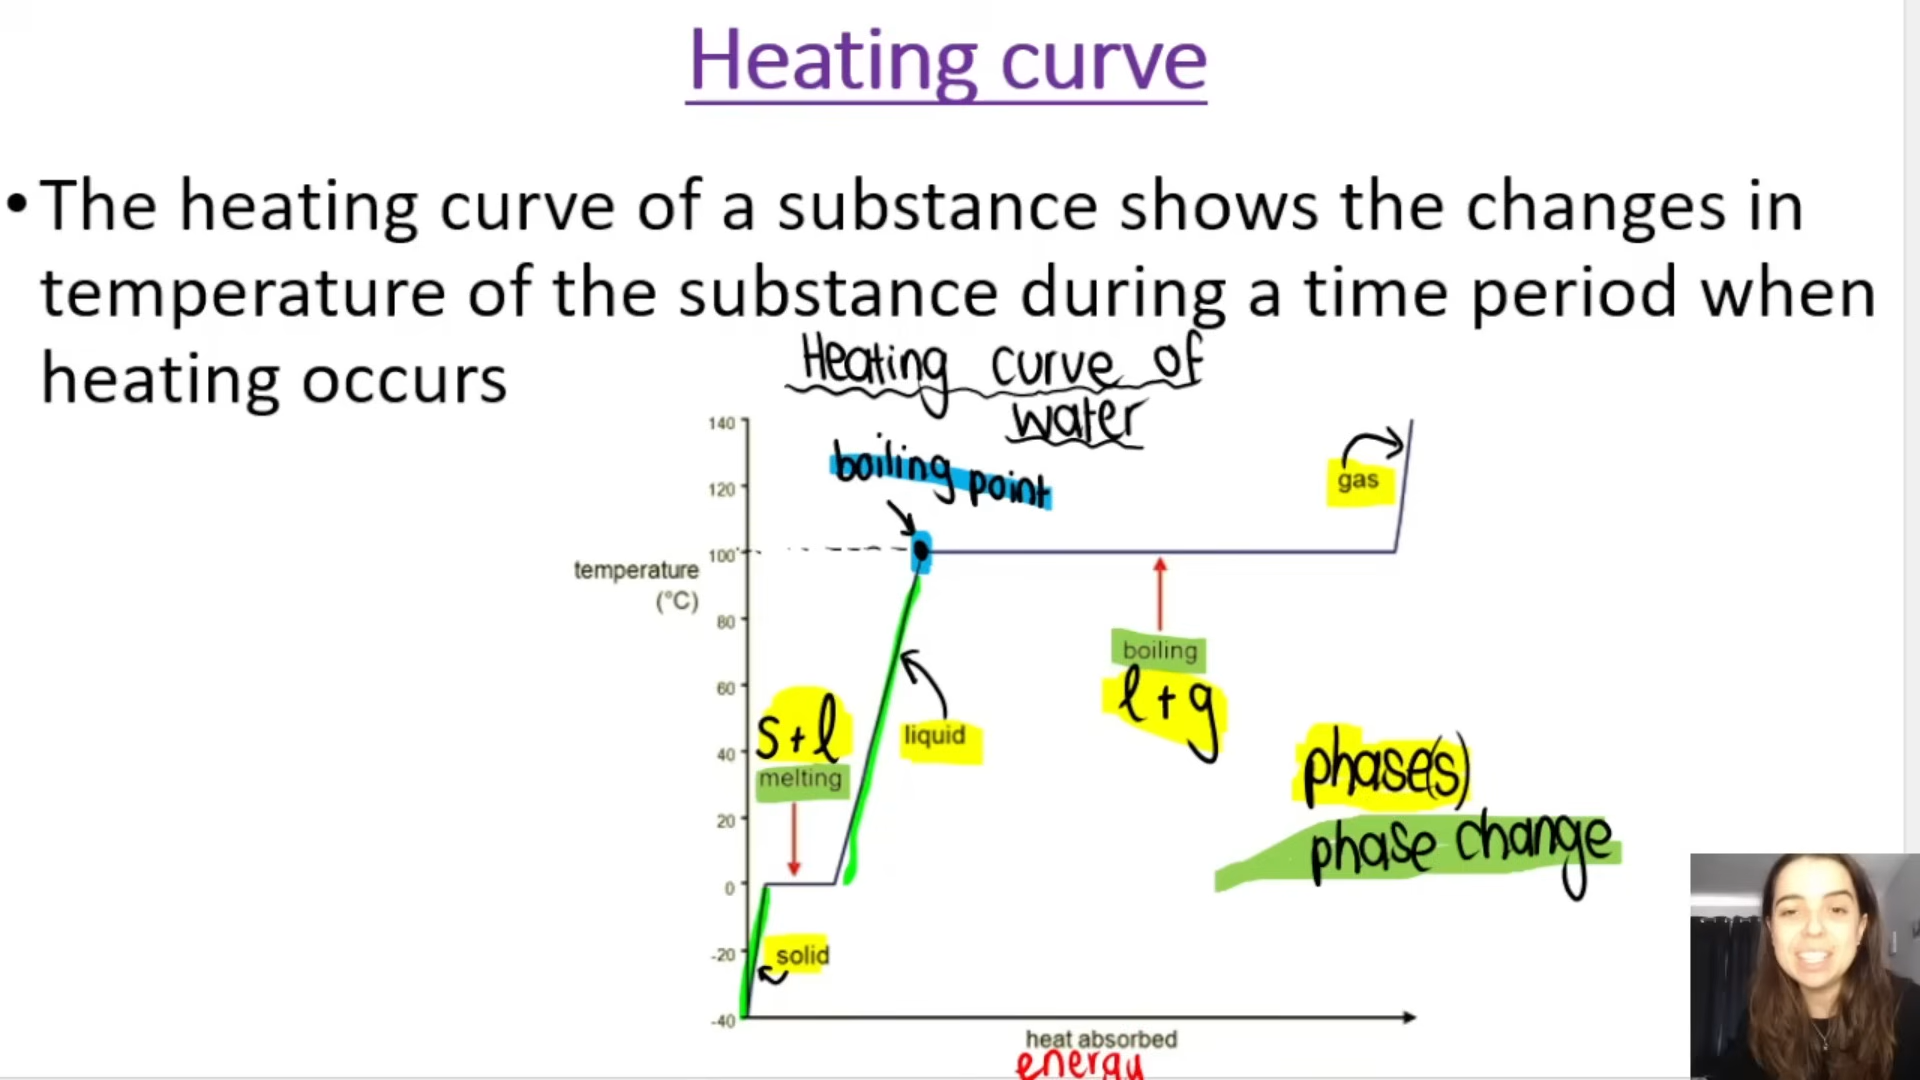 Heating curve
• The heating curve of a substance shows the changes in
temperature of the substance during a time period when
heating occurs
Heating curve of
water
140
boiling point
120
gas
100
temperature
(°C)
80
boiling
60
l + g
s + l
liquid
40
melting
phase(s)
20
phase change
0
-20
solid
-40
heat absorbed
energy